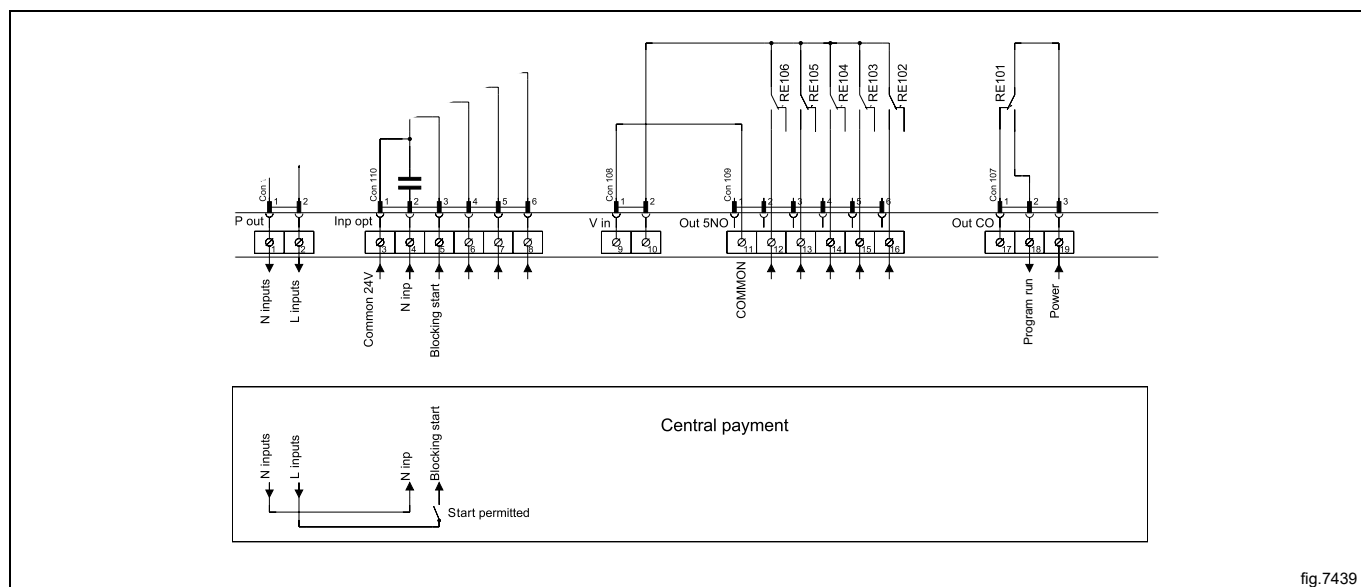 RE106
RE105
RE104
RE103
RE102
RE101
Con
Con 110
Con 108
Con 109
Con 107
1 2
1 2 3 4 5 6
1 2
1 2 3 4 5 6
1 2 3
P out
Inp opt
V in
Out 5NO
Out CO
1 2
3 4 5 6 7 8
9 10
11 12 13 14 15 16
17 18 19
N inputs
L inputs
Common 24V
N inp
Blocking start
COMMON
Program run
Power
Central payment
N inputs
L inputs
N inp
Blocking start
Start permitted
fig.7439